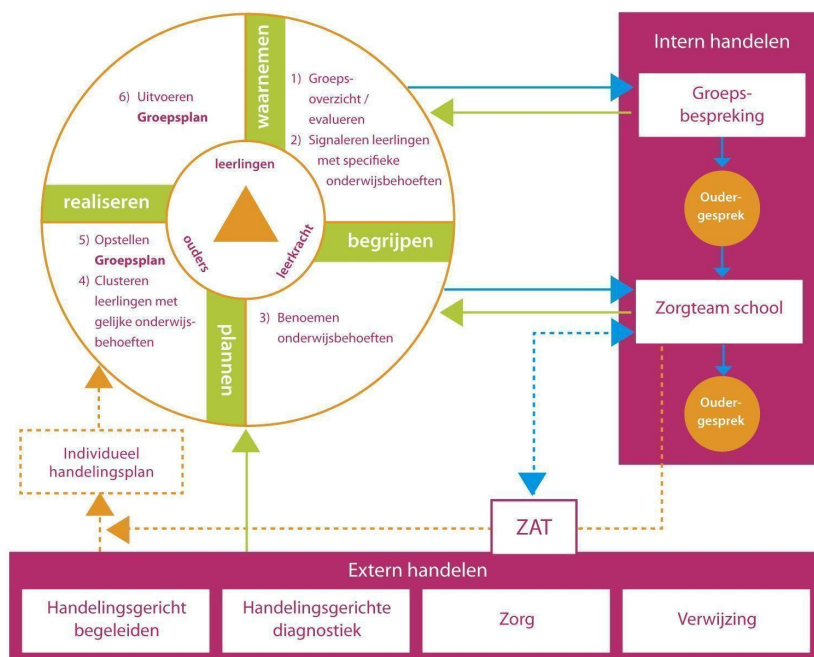 waarnemen
1) Groeps-
overzicht /
evalueren
2) Signaleren leerlingen
met specifieke
onderwijsbehoeften
begrijpen
3) Benoemen
onderwijsbehoeften
plannen
4) Clusteren
leerlingen met
gelijke onderwijs-
behoeften
5) Opstellen
Groepsplan
realiseren
6) Uitvoeren
Groepsplan
leerlingen
ouders
leerkracht
Intern handelen
Groeps-
bespreking
Ouder-
gesprek
Zorgteam school
Ouder-
gesprek
Individueel
handelingsplan
ZAT
Extern handelen
Handelingsgericht
begeleiden
Handelingsgerichte
diagnostiek
Zorg
Verwijzing